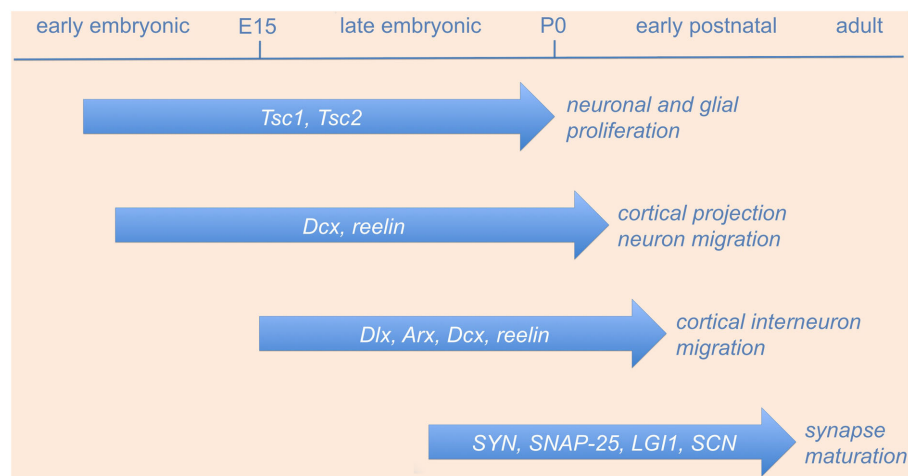 early embryonic E15 late embryonic P0 early postnatal adult
Tsc1, Tsc2
neuronal and glial
proliferation
Dcx, reelin
cortical projection
neuron migration
Dlx, Arx, Dcx, reelin
cortical interneuron
migration
SYN, SNAP-25, LGI1, SCN
synapse
maturation